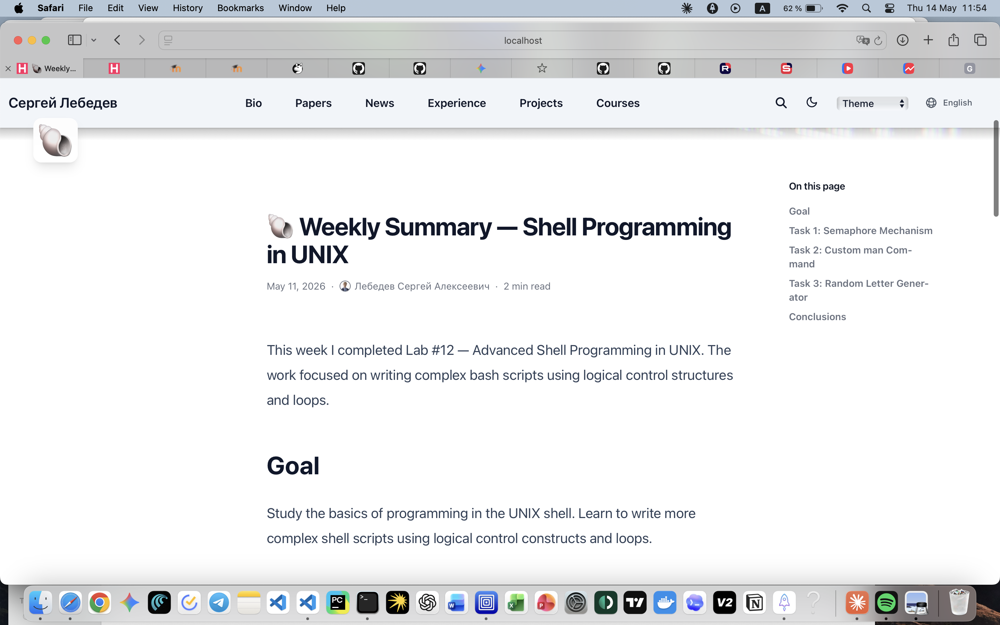 Safari File Edit View History Bookmarks Window Help A 62 % Thu 14 May 11:54
localhost
Weekly...
Сергей Лебедев Bio Papers News Experience Projects Courses Theme English
On this page
Goal
Task 1: Semaphore Mechanism
Task 2: Custom man Com-
mand
Task 3: Random Letter Gener-
ator
Conclusions
Weekly Summary — Shell Programming
in UNIX
May 11, 2026 · Лебедев Сергей Алексеевич · 2 min read
This week I completed Lab #12 — Advanced Shell Programming in UNIX. The
work focused on writing complex bash scripts using logical control structures
and loops.
Goal
Study the basics of programming in the UNIX shell. Learn to write more
complex shell scripts using logical control constructs and loops.